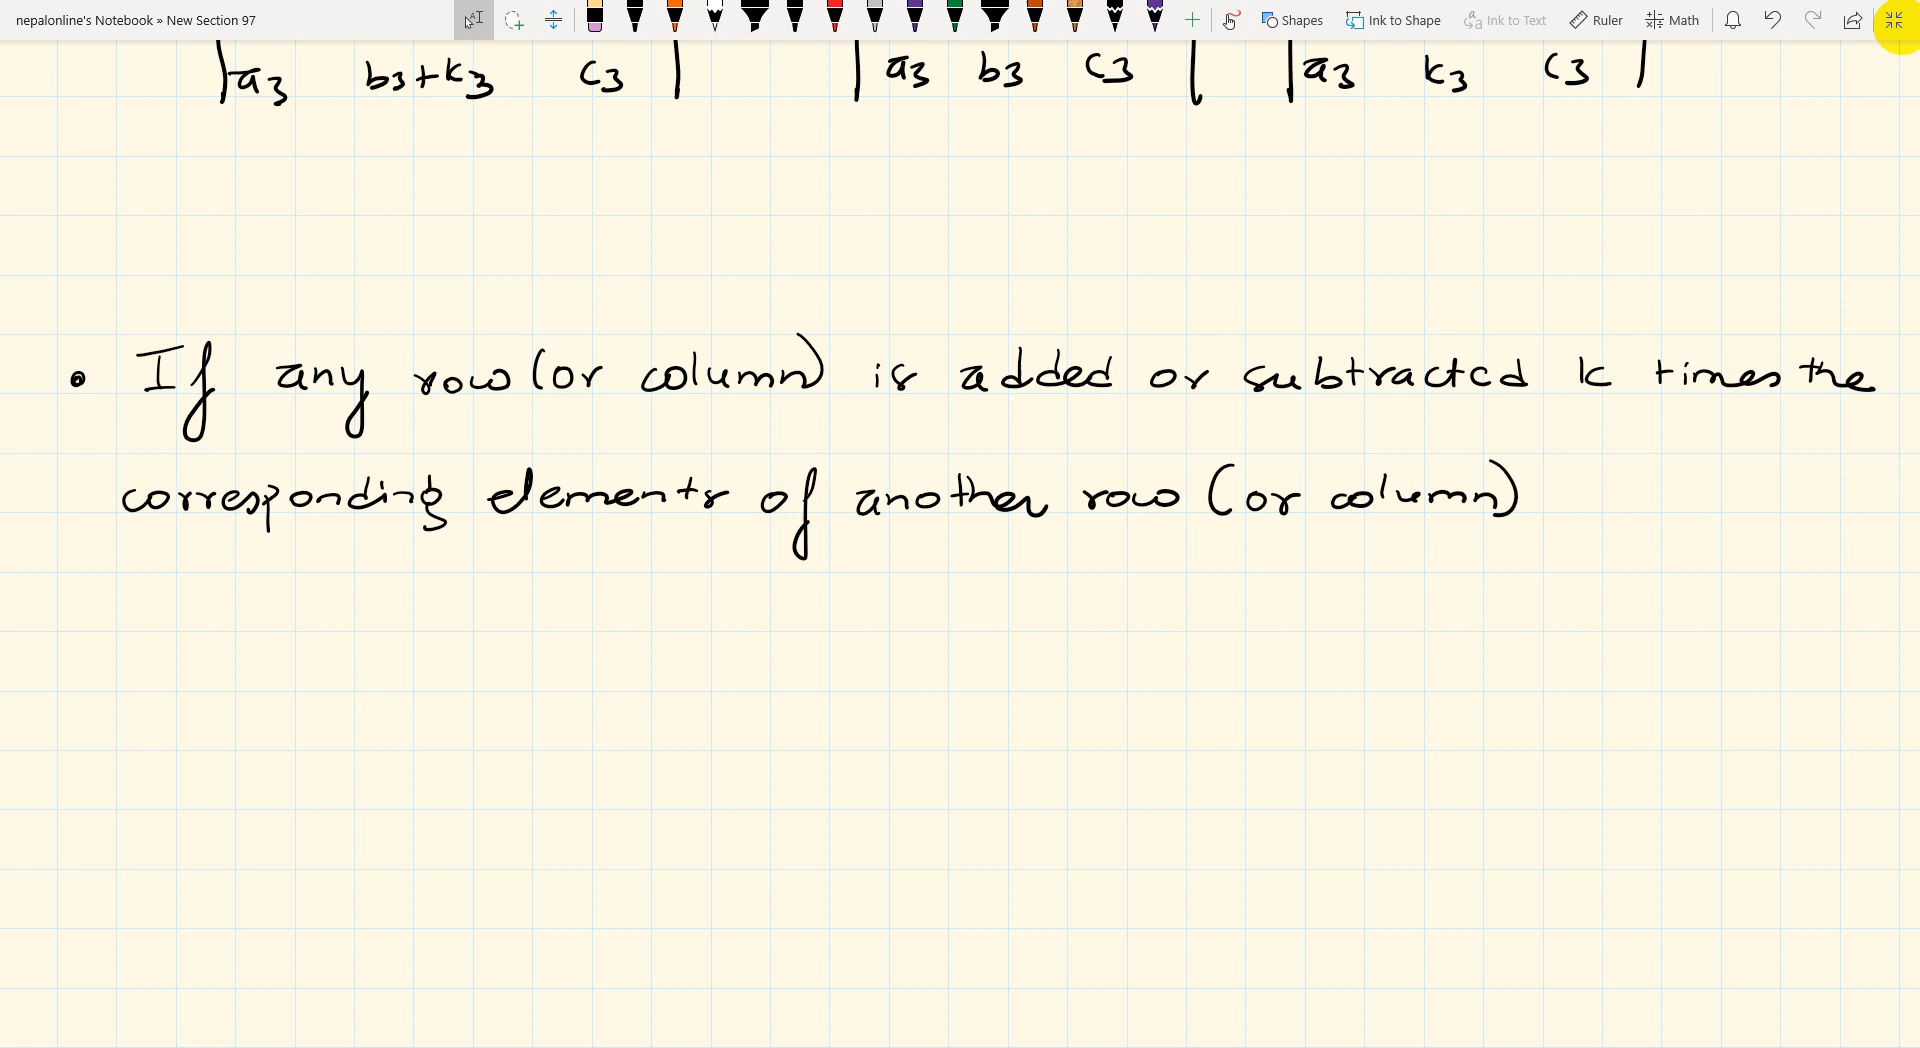 nepalonline's Notebook » New Section 97
Shapes Ink to Shape Ink to Text Ruler Math
|a3 b3+k3 c3| |a3 b3 c3| |a3 k3 c3|
• If any row (or column) is added or subtracted k times the
corresponding elements of another row (or column)